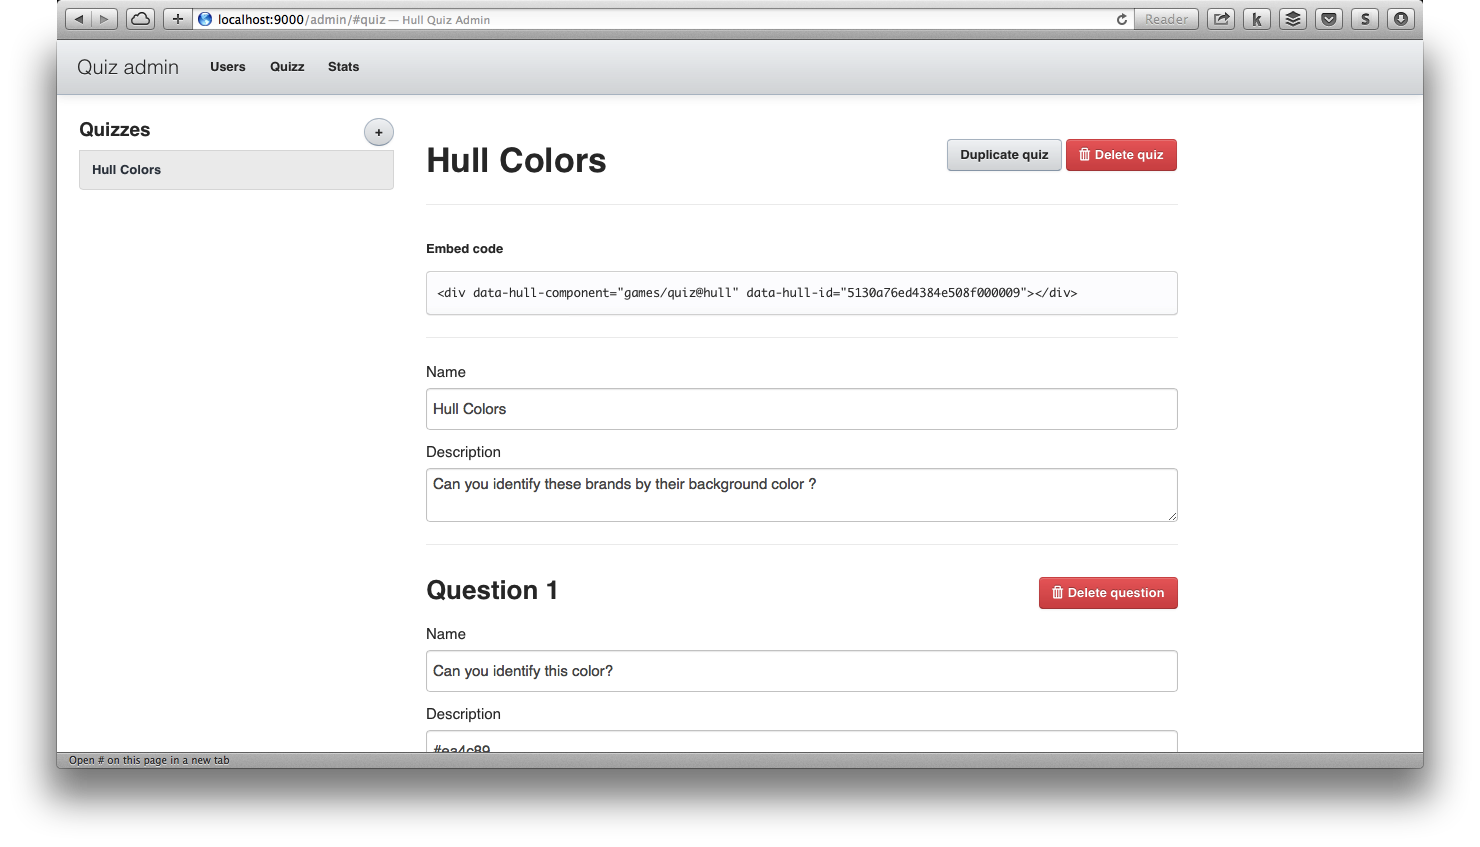 localhost:9000/admin/#quiz — Hull Quiz Admin
Reader
k
S
Quiz admin
Users
Quizz
Stats
Quizzes
+
Hull Colors
Hull Colors
Duplicate quiz
Delete quiz
Embed code
<div data-hull-component="games/quiz@hull" data-hull-id="5130a76ed4384e508f000009"></div>
Name
Hull Colors
Description
Can you identify these brands by their background color ?
Question 1
Delete question
Name
Can you identify this color?
Description
#ea4c89
Open # on this page in a new tab